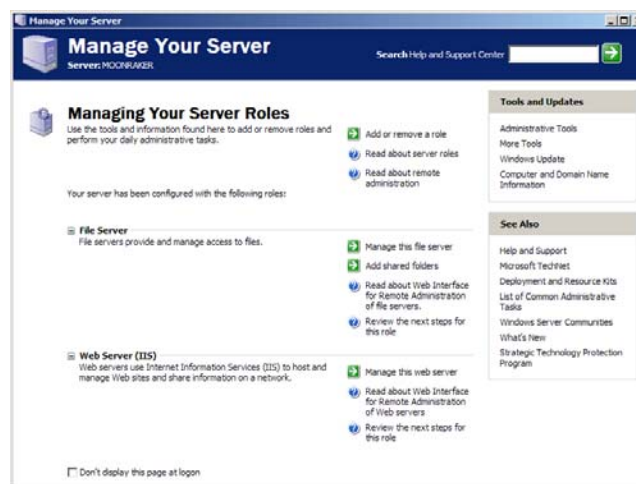 Manage Your Server
Manage Your Server
Server: MOONRAKER
Search Help and Support Center
Managing Your Server Roles
Use the tools and information found here to add or remove roles and
perform your daily administrative tasks.
Add or remove a role
Read about server roles
Read about remote
administration
Your server has been configured with the following roles:
File Server
File servers provide and manage access to files.
Manage this file server
Add shared folders
Read about Web Interface
for Remote Administration
of file servers.
Review the next steps for
this role
Web Server (IIS)
Web servers use Internet Information Services (IIS) to host and
manage Web sites and share information on a network.
Manage this web server
Read about Web Interface
for Remote Administration
of Web servers
Review the next steps for
this role
Don't display this page at logon
Tools and Updates
Administrative Tools
More Tools
Windows Update
Computer and Domain Name
Information
See Also
Help and Support
Microsoft TechNet
Deployment and Resource Kits
List of Common Administrative
Tasks
Windows Server Communities
What's New
Strategic Technology Protection
Program